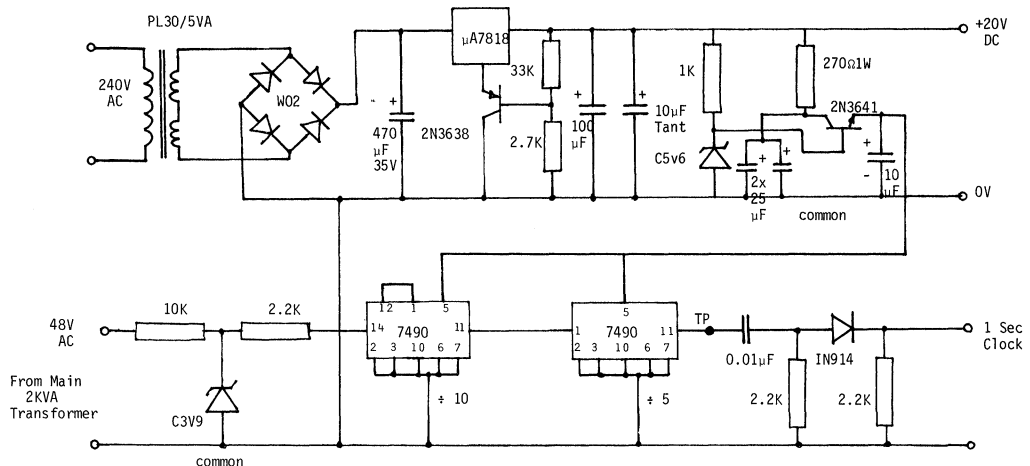 PL30/5VA
240V
AC
W02
470
µF
35V
µA7818
2N3638
33K
2.7K
100
µF
10µF
Tant
1K
C5v6
2x
25
µF
270Ω1W
2N3641
10
µF
+20V
DC
0V
common
48V
AC
From Main
2KVA
Transformer
10K
C3V9
common
2.2K
12 1 5
14 7490 11
2 3 10 6 7
÷ 10
5
1 7490 11
2 3 10 6 7
÷ 5
TP
0.01µF
IN914
2.2K
2.2K
1 Sec
Clock